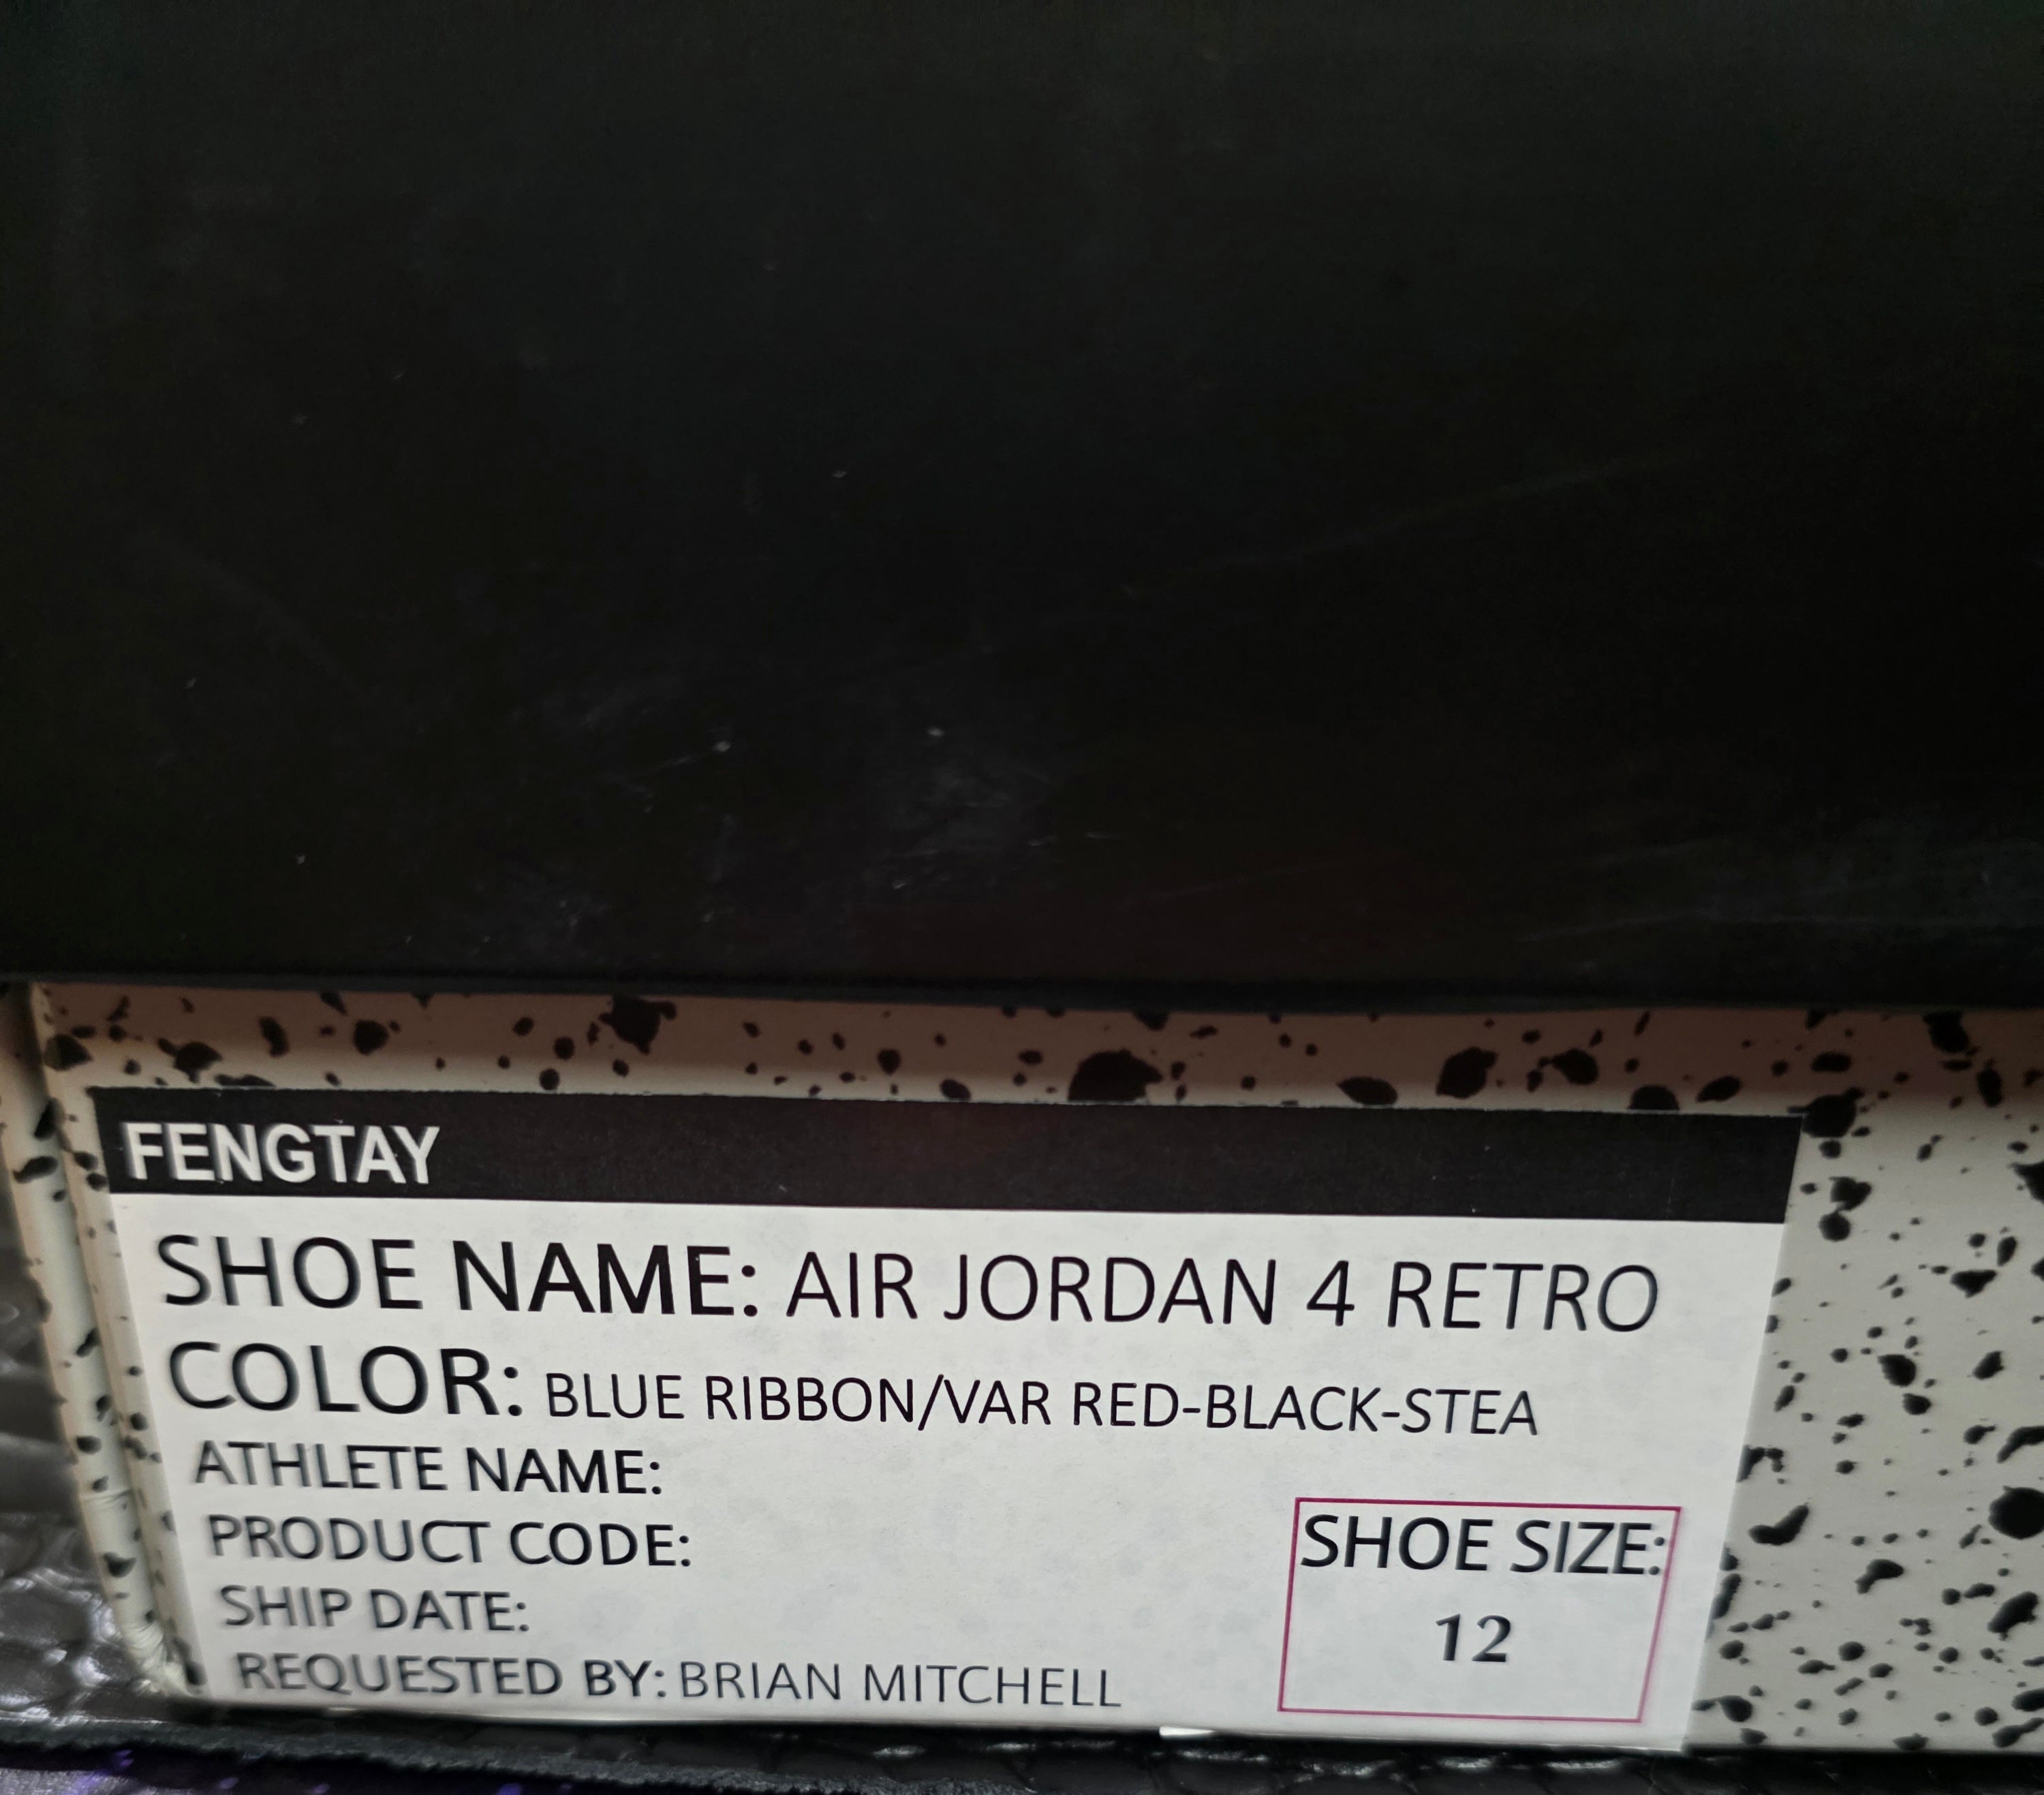 FENGTAY
SHOE NAME: AIR JORDAN 4 RETRO
COLOR: BLUE RIBBON/VAR RED-BLACK-STEA
ATHLETE NAME:
PRODUCT CODE:
SHIP DATE:
REQUESTED BY: BRIAN MITCHELL
SHOE SIZE:
12